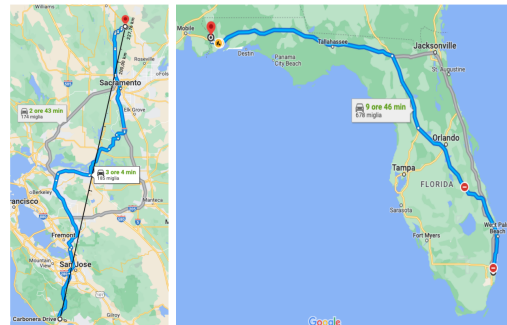 Williams
Roseville
Sacramento
2 ore 43 min
174 miglia
Elk Grove
3 ore 4 min
185 miglia
Berkeley
rancisco
Manteca
Fremont
Mountain
View
San Jose
Gilroy
Carbonera Drive
Mobile
Destin
Panama
City Beach
Tallahassee
Jacksonville
St. Augustine
9 ore 46 min
678 miglia
Orlando
Tampa
FLORIDA
Sarasota
West Palm
Beach
Fort Myers
Google